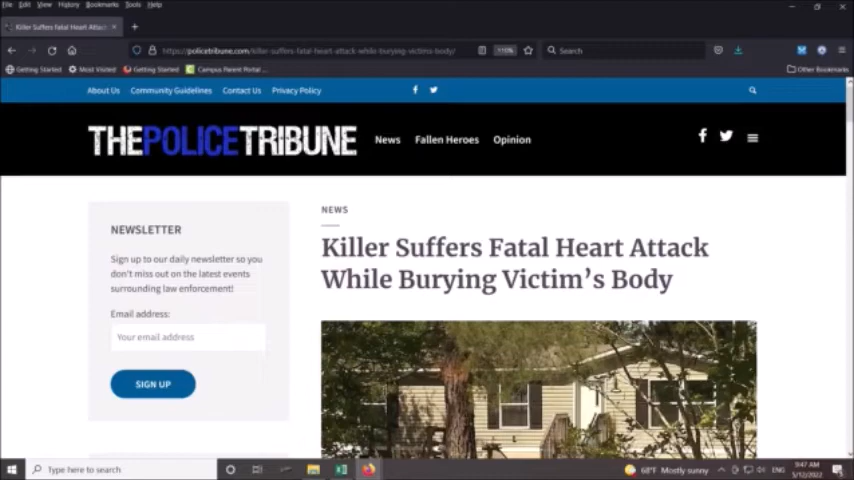 File Edit View History Bookmarks Tools Help
Killer Suffers Fatal Heart Attack
https://policetribune.com/killer-suffers-fatal-heart-attack-while-burying-victims-body/ 110% Search
Getting Started Most Visited Getting Started Campus Parent Portal ... Other Bookmarks
About Us Community Guidelines Contact Us Privacy Policy
THE POLICE TRIBUNE News Fallen Heroes Opinion
NEWS
Killer Suffers Fatal Heart Attack
While Burying Victim's Body
NEWSLETTER
Sign up to our daily newsletter so you
don't miss out on the latest events
surrounding law enforcement!
Email address:
Your email address
SIGN UP
Type here to search 68°F Mostly sunny ENG 9:47 AM
5/12/2022